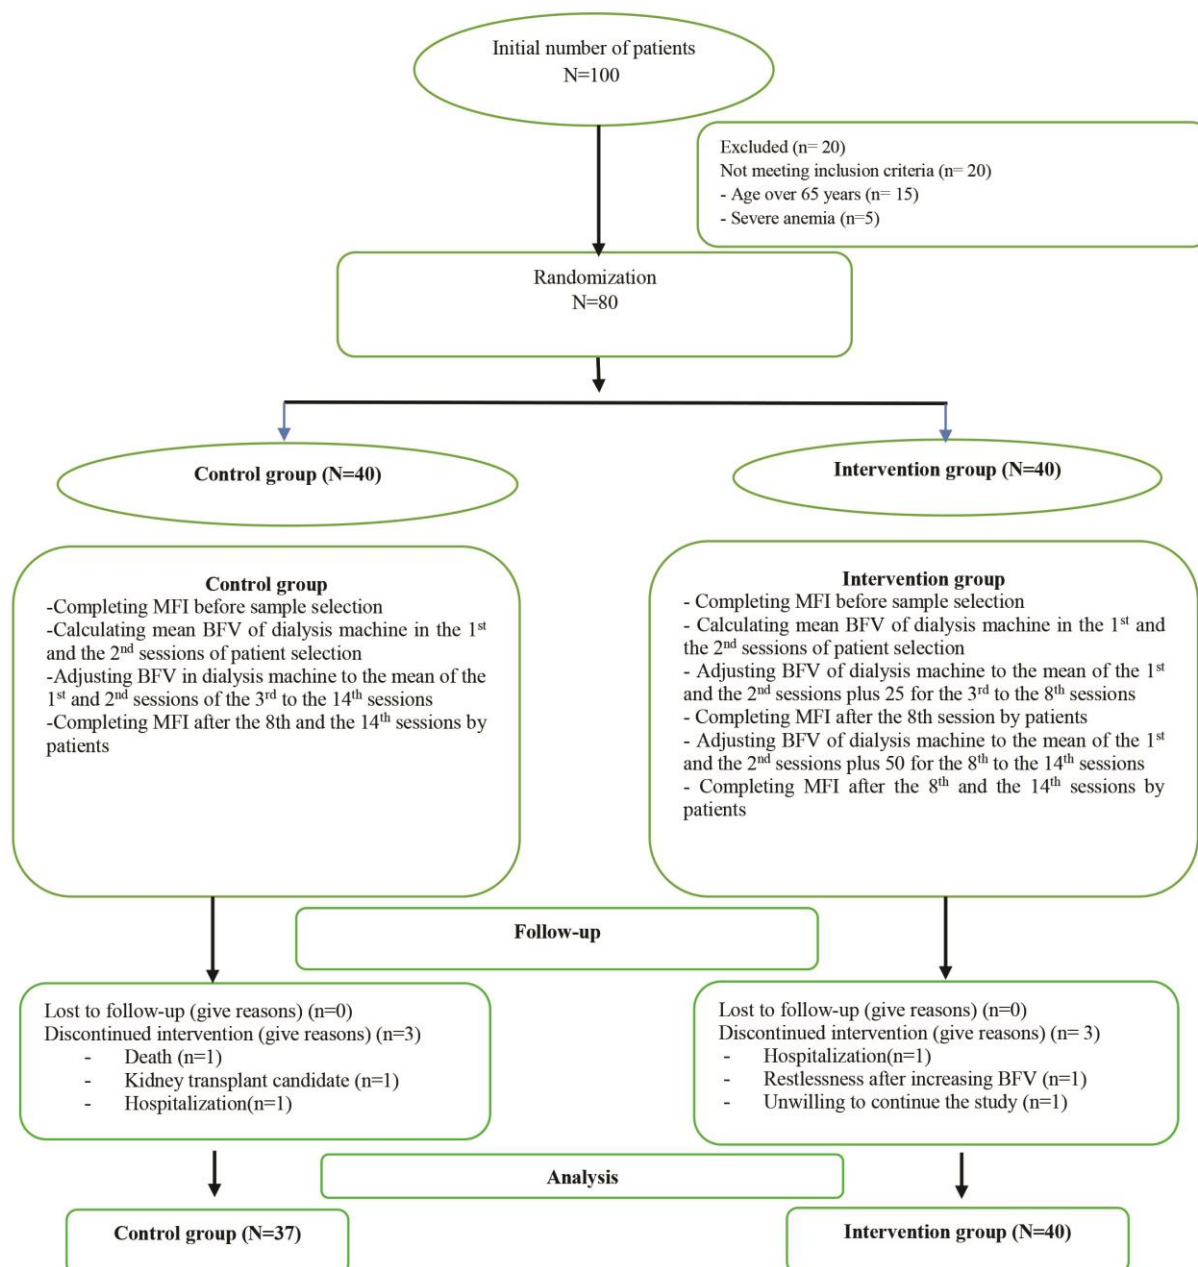 Initial number of patients
N=100
Excluded (n= 20)
Not meeting inclusion criteria (n= 20)
- Age over 65 years (n= 15)
- Severe anemia (n=5)
Randomization
N=80
Control group (N=40)
Intervention group (N=40)
Control group
-Completing MFI before sample selection
-Calculating mean BFV of dialysis machine in the 1st
and the 2nd sessions of patient selection
-Adjusting BFV in dialysis machine to the mean of the
1st and 2nd sessions of the 3rd to the 14th sessions
-Completing MFI after the 8th and the 14th sessions by
patients
Intervention group
- Completing MFI before sample selection
- Calculating mean BFV of dialysis machine in the 1st and
the 2nd sessions of patient selection
- Adjusting BFV of dialysis machine to the mean of the 1st
and the 2nd sessions plus 25 for the 3rd to the 8th sessions
- Completing MFI after the 8th session by patients
- Adjusting BFV of dialysis machine to the mean of the 1st
and the 2nd sessions plus 50 for the 8th to the 14th sessions
- Completing MFI after the 8th and the 14th sessions by
patients
Follow-up
Lost to follow-up (give reasons) (n=0)
Discontinued intervention (give reasons) (n=3)
- Death (n=1)
- Kidney transplant candidate (n=1)
- Hospitalization(n=1)
Lost to follow-up (give reasons) (n=0)
Discontinued intervention (give reasons) (n= 3)
- Hospitalization(n=1)
- Restlessness after increasing BFV (n=1)
- Unwilling to continue the study (n=1)
Analysis
Control group (N=37)
Intervention group (N=40)